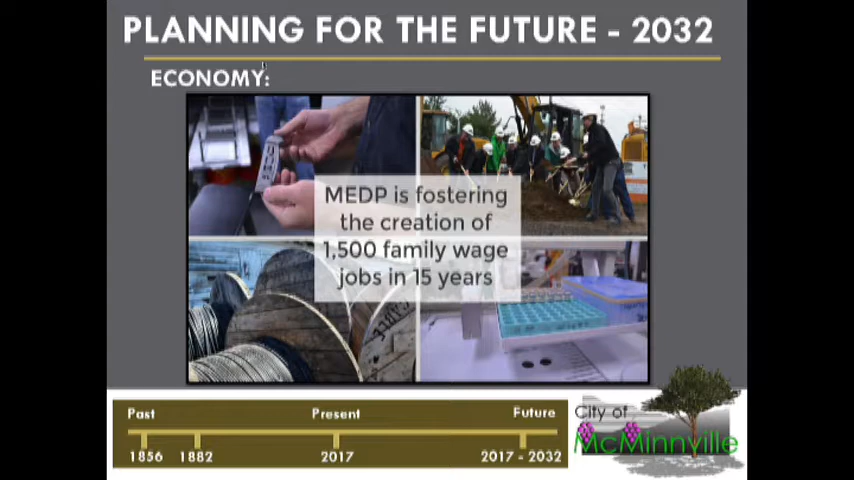 PLANNING FOR THE FUTURE - 2032
ECONOMY:
MEDP is fostering
the creation of
1,500 family wage
jobs in 15 years
Past Present Future
1856 1882 2017 2017 - 2032
City of
McMinnville